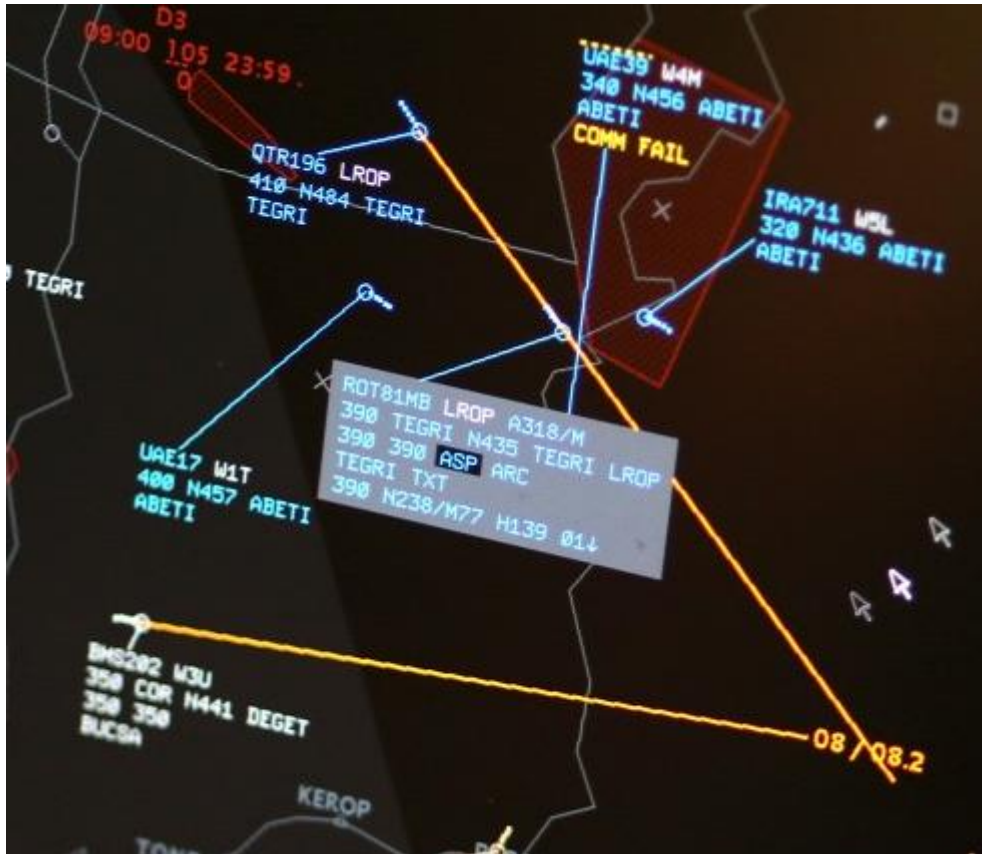 D3
09:00 105 23:59.
0
UAE39 W4M
340 N456 ABETI
ABETI
COMM FAIL
QTR196 LROP
410 N484 TEGRI
TEGRI
IRA711 W5L
320 N436 ABETI
ABETI
TEGRI
ROT81MB LROP A318/M
390 TEGRI N435 TEGRI LROP
390 390 ASP ARC
TEGRI TXT
390 N238/M77 H139 01↓
UAE17 W1T
400 N457 ABETI
ABETI
BMS202 W3U
350 COR N441 DEGET
350 350
BUCSA
08 / 08.2
KEROP